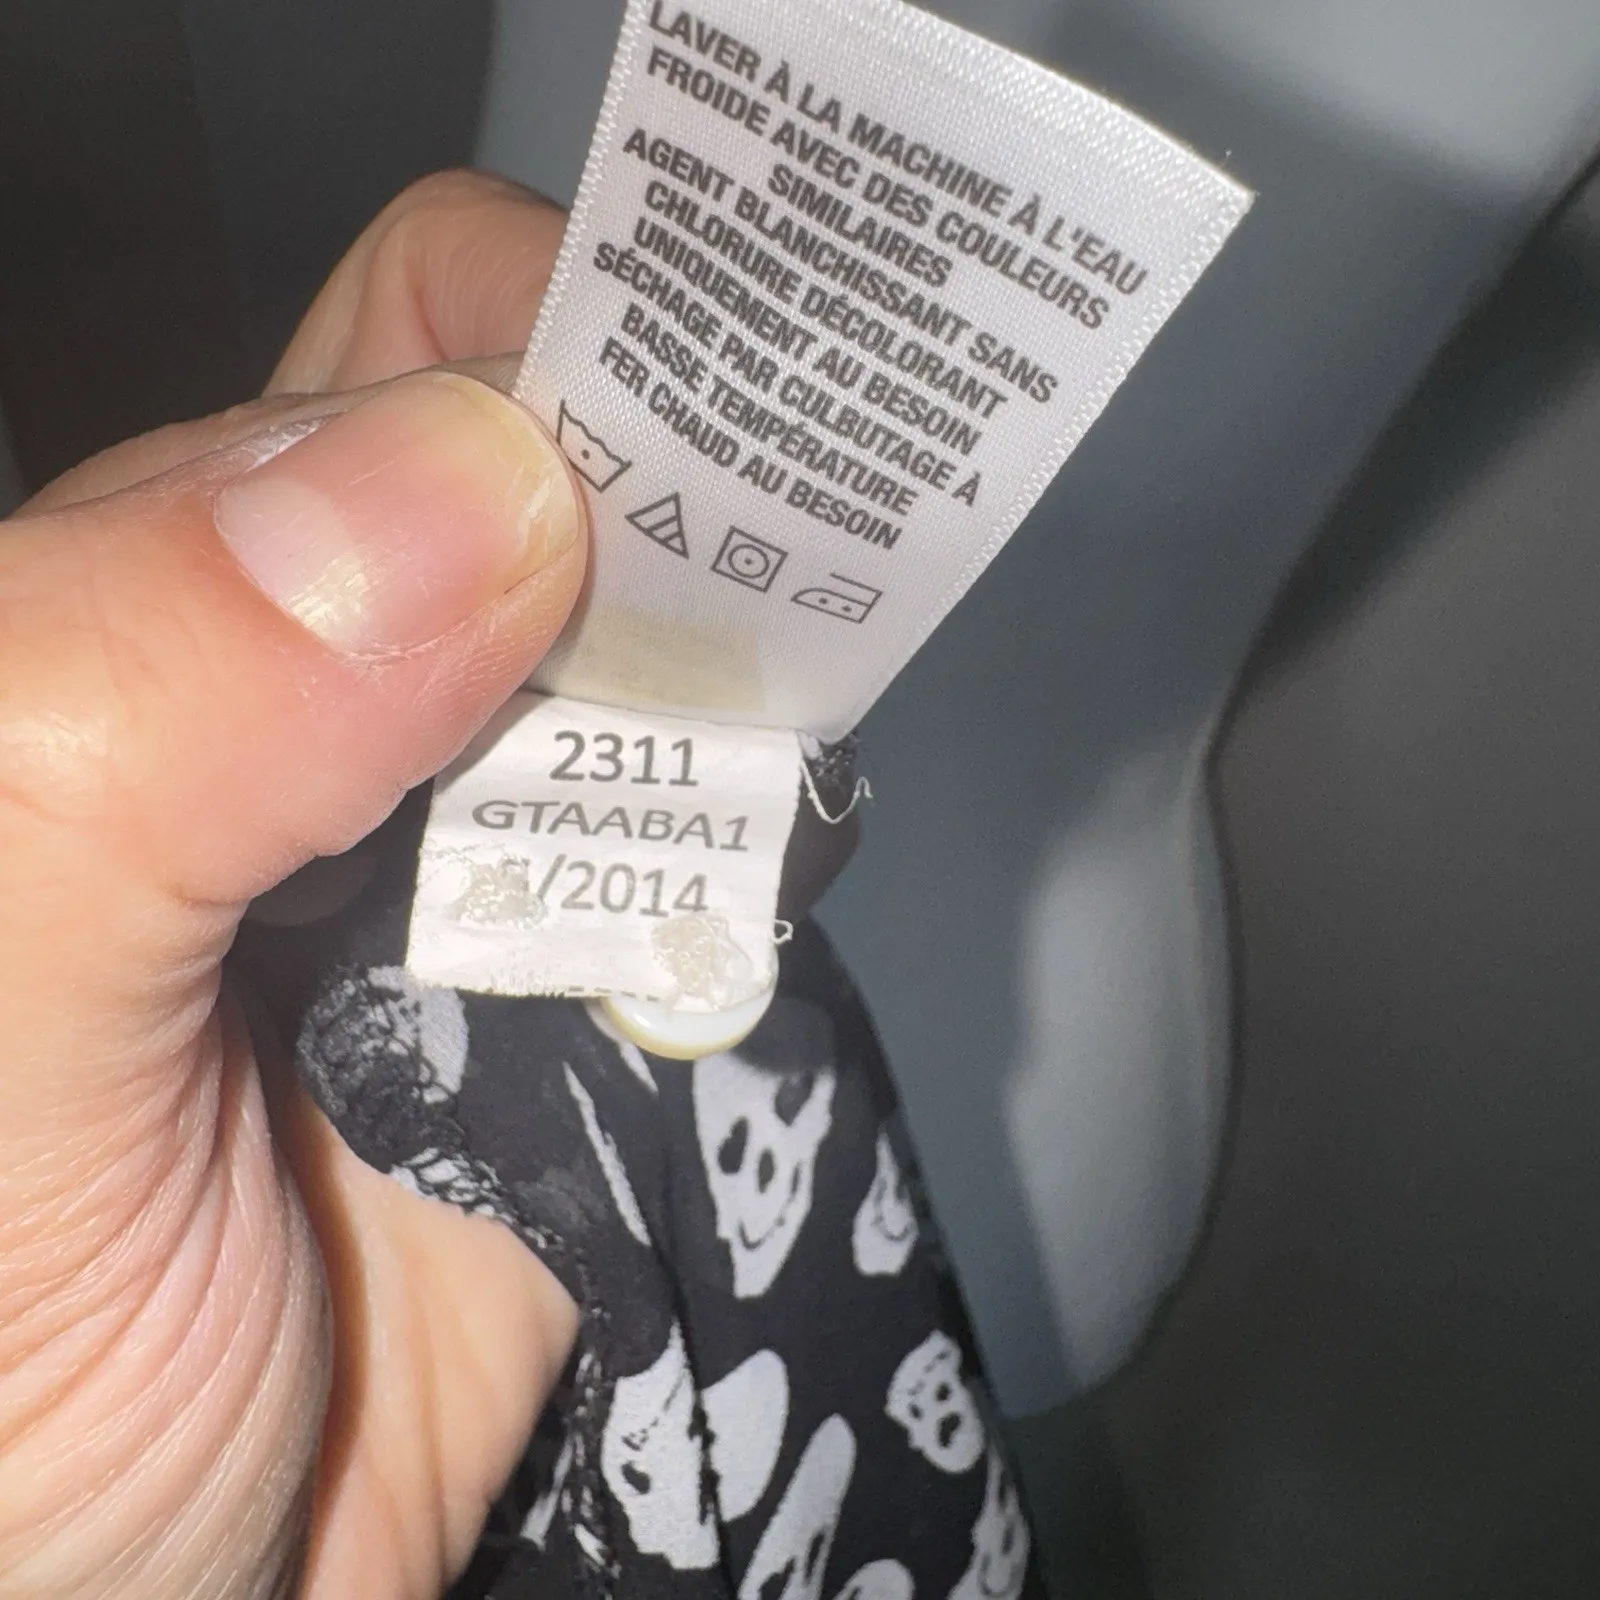 LAVER À LA MACHINE À L'EAU
FROIDE AVEC DES COULEURS
SIMILAIRES
AGENT BLANCHISSANT SANS
CHLORURE DÉCOLORANT
UNIQUEMENT AU BESOIN
SÉCHAGE PAR CULBUTAGE À
BASSE TEMPÉRATURE
FER CHAUD AU BESOIN
2311
GTAABA1
/2014